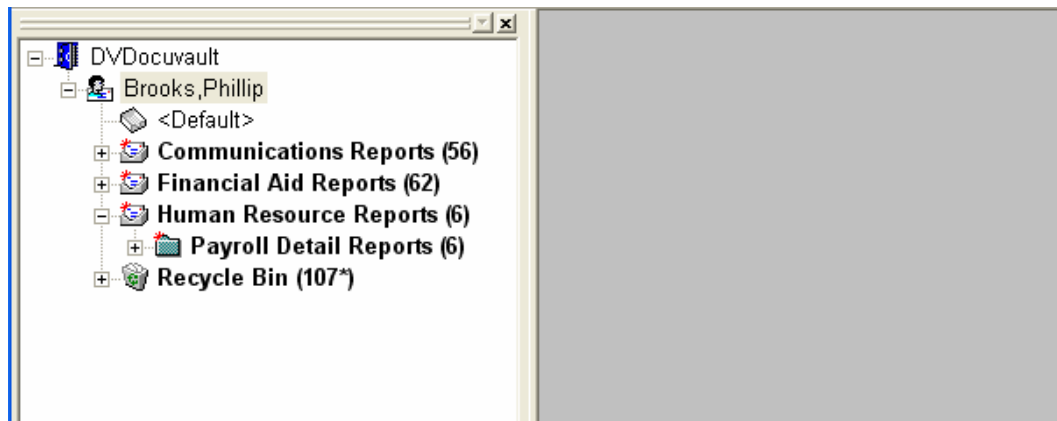 DVDocuvault
Brooks,Phillip
<Default>
Communications Reports (56)
Financial Aid Reports (62)
Human Resource Reports (6)
Payroll Detail Reports (6)
Recycle Bin (107*)